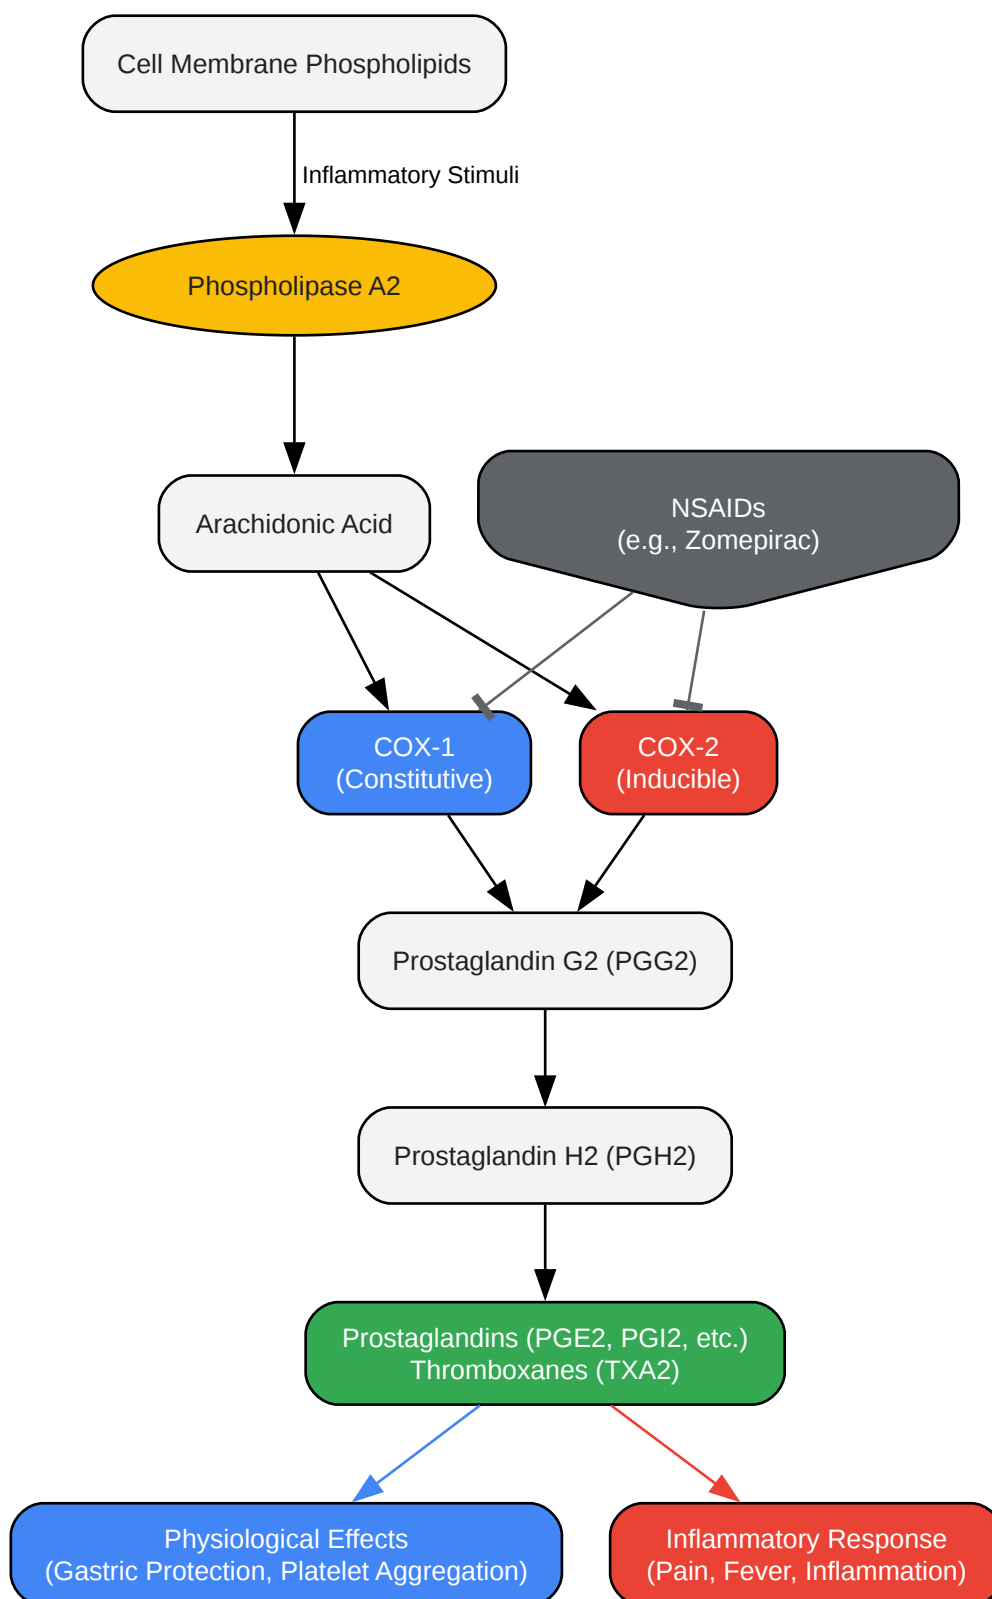 Cell Membrane Phospholipids
Inflammatory Stimuli
Phospholipase A2
Arachidonic Acid
NSAIDs
(e.g., Zomepirac)
COX-1
(Constitutive)
COX-2
(Inducible)
Prostaglandin G2 (PGG2)
Prostaglandin H2 (PGH2)
Prostaglandins (PGE2, PGI2, etc.)
Thromboxanes (TXA2)
Physiological Effects
(Gastric Protection, Platelet Aggregation)
Inflammatory Response
(Pain, Fever, Inflammation)